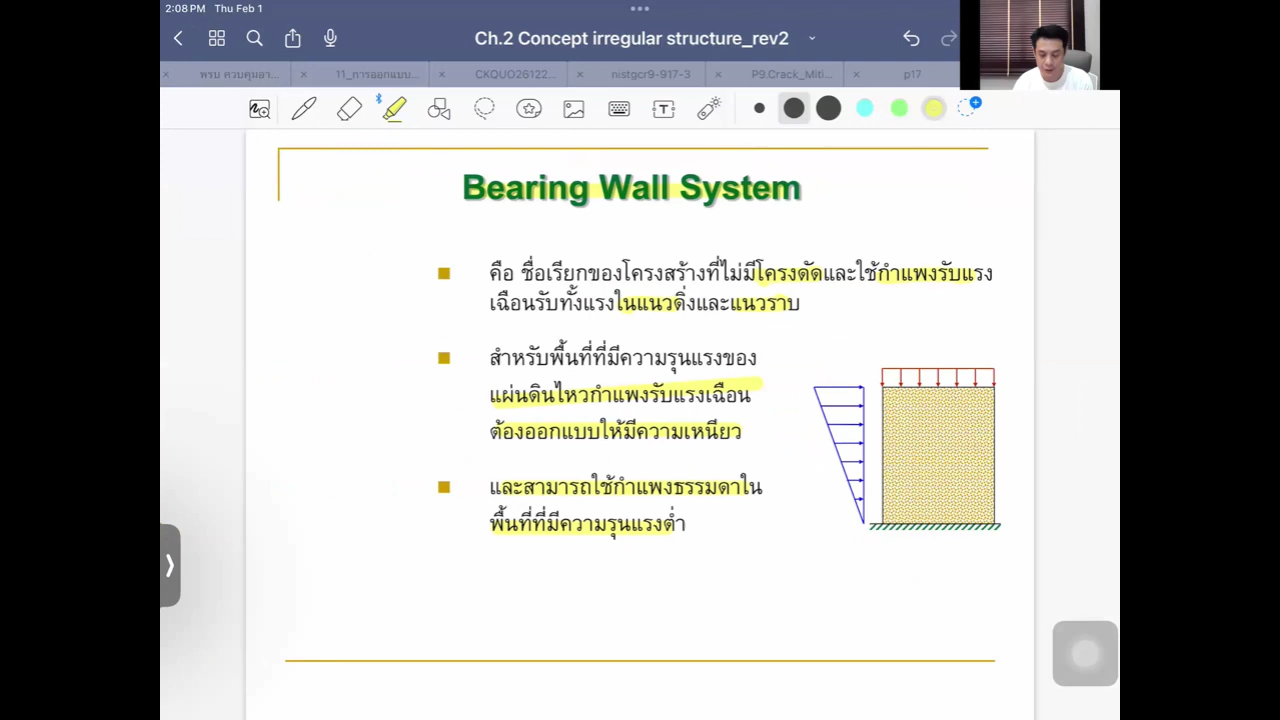 2:08 PM Thu Feb 1
Ch.2 Concept irregular structure_rev2
พรบ ควบคุมอา...
11_การออกแบบ...
CKQUO26122...
nistgcr9-917-3
P9.Crack_Miti...
p17
Bearing Wall System
คือ ชื่อเรียกของโครงสร้างที่ไม่มีโครงดัดและใช้กำแพงรับแรง
เฉือนรับทั้งแรงในแนวดิ่งและแนวราบ
สำหรับพื้นที่ที่มีความรุนแรงของ
แผ่นดินไหวกำแพงรับแรงเฉือน
ต้องออกแบบให้มีความเหนียว
และสามารถใช้กำแพงธรรมดาใน
พื้นที่ที่มีความรุนแรงต่ำ